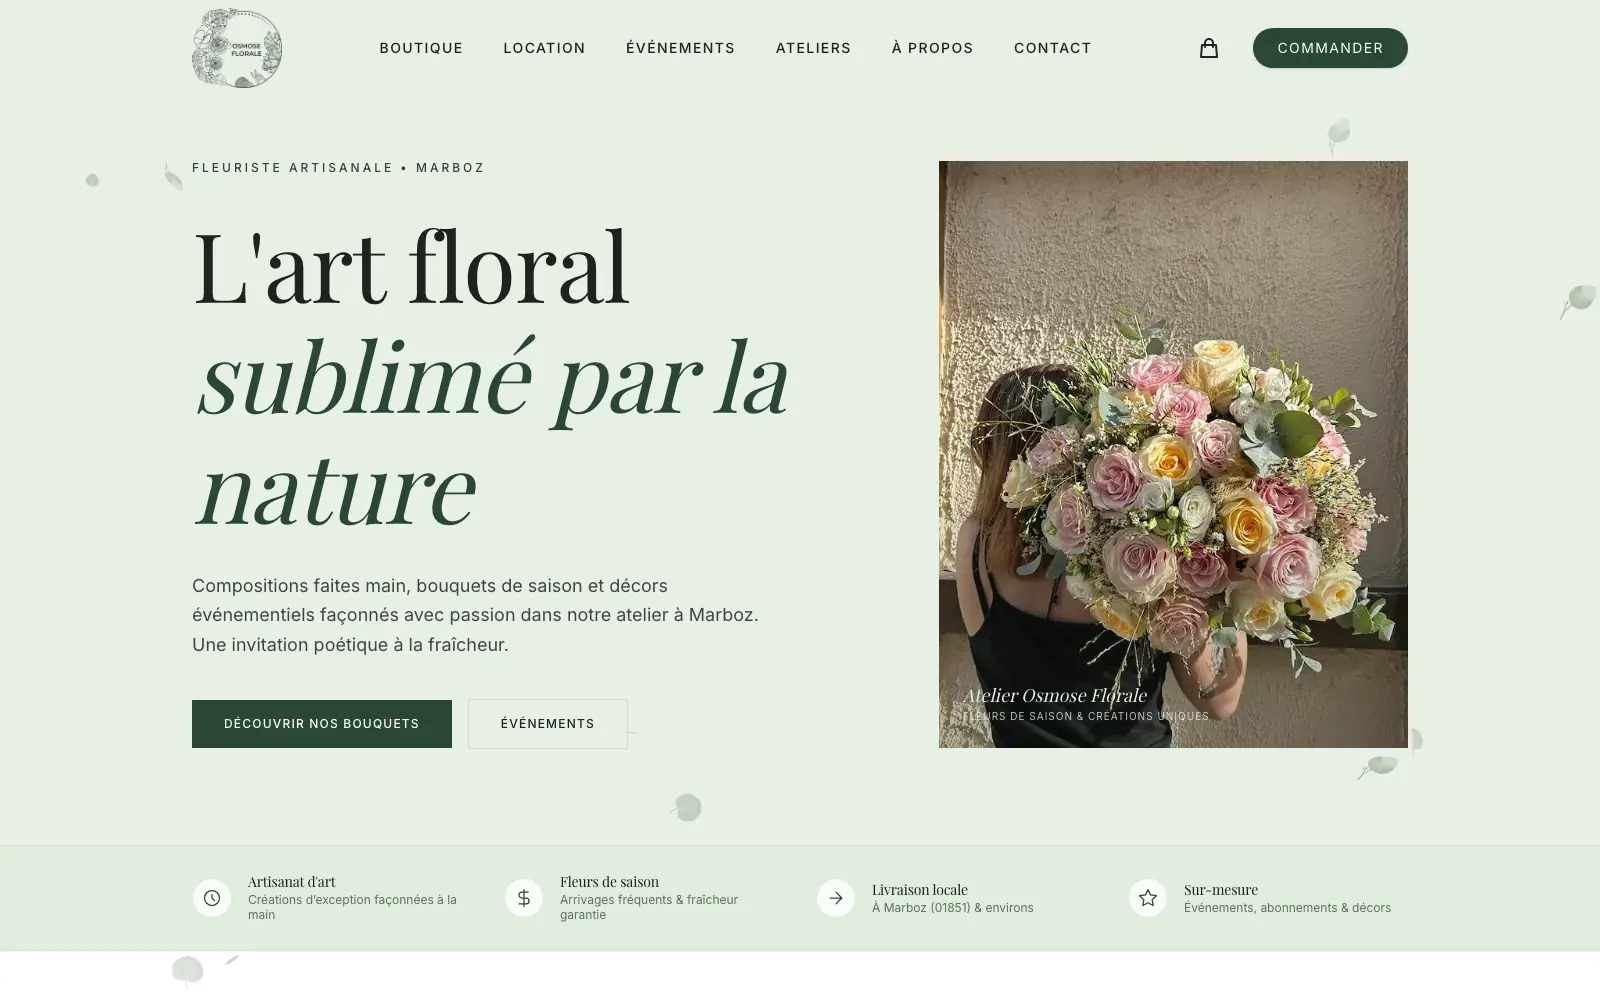 OSMOSE
FLORALE
BOUTIQUE
LOCATION
ÉVÉNEMENTS
ATELIERS
À PROPOS
CONTACT
COMMANDER
FLEURISTE ARTISANALE • MARBOZ
L'art floral
sublimé par la
nature
Compositions faites main, bouquets de saison et décors
événementiels façonnés avec passion dans notre atelier à Marboz.
Une invitation poétique à la fraîcheur.
DÉCOUVRIR NOS BOUQUETS
ÉVÉNEMENTS
Atelier Osmose Florale
FLEURS DE SAISON & CRÉATIONS UNIQUES
Artisanat d'art
Créations d’exception façonnées à la
main
Fleurs de saison
Arrivages fréquents & fraîcheur
garantie
Livraison locale
À Marboz (01851) & environs
Sur-mesure
Événements, abonnements & décors